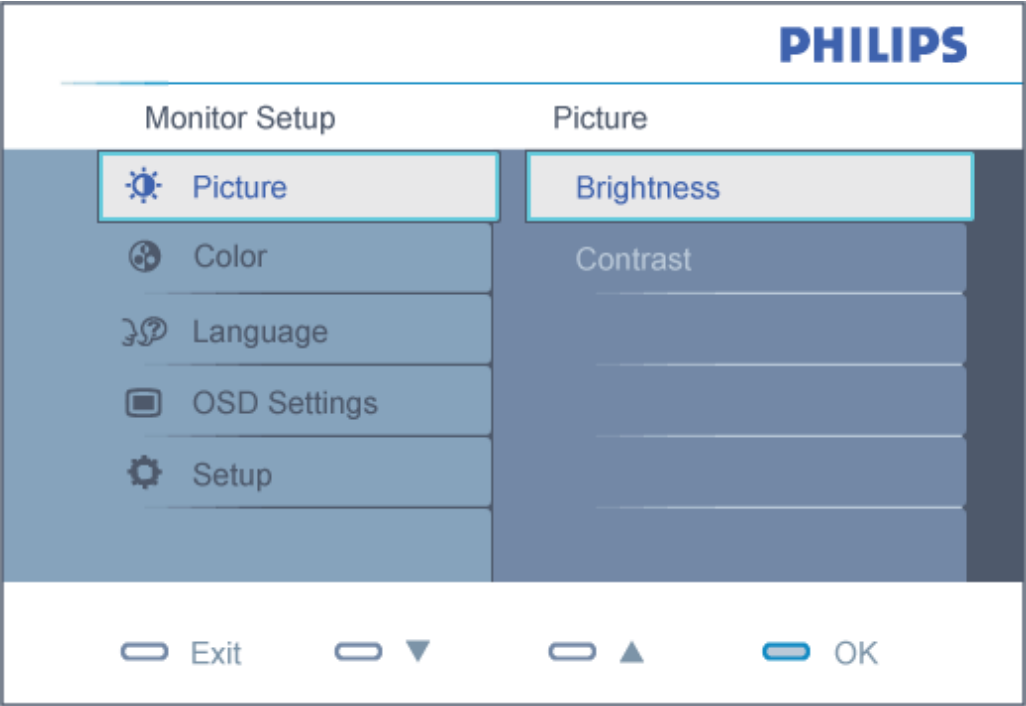 PHILIPS
Monitor Setup
Picture
Picture
Brightness
Color
Contrast
Language
OSD Settings
Setup
Exit ▼ ▲ OK